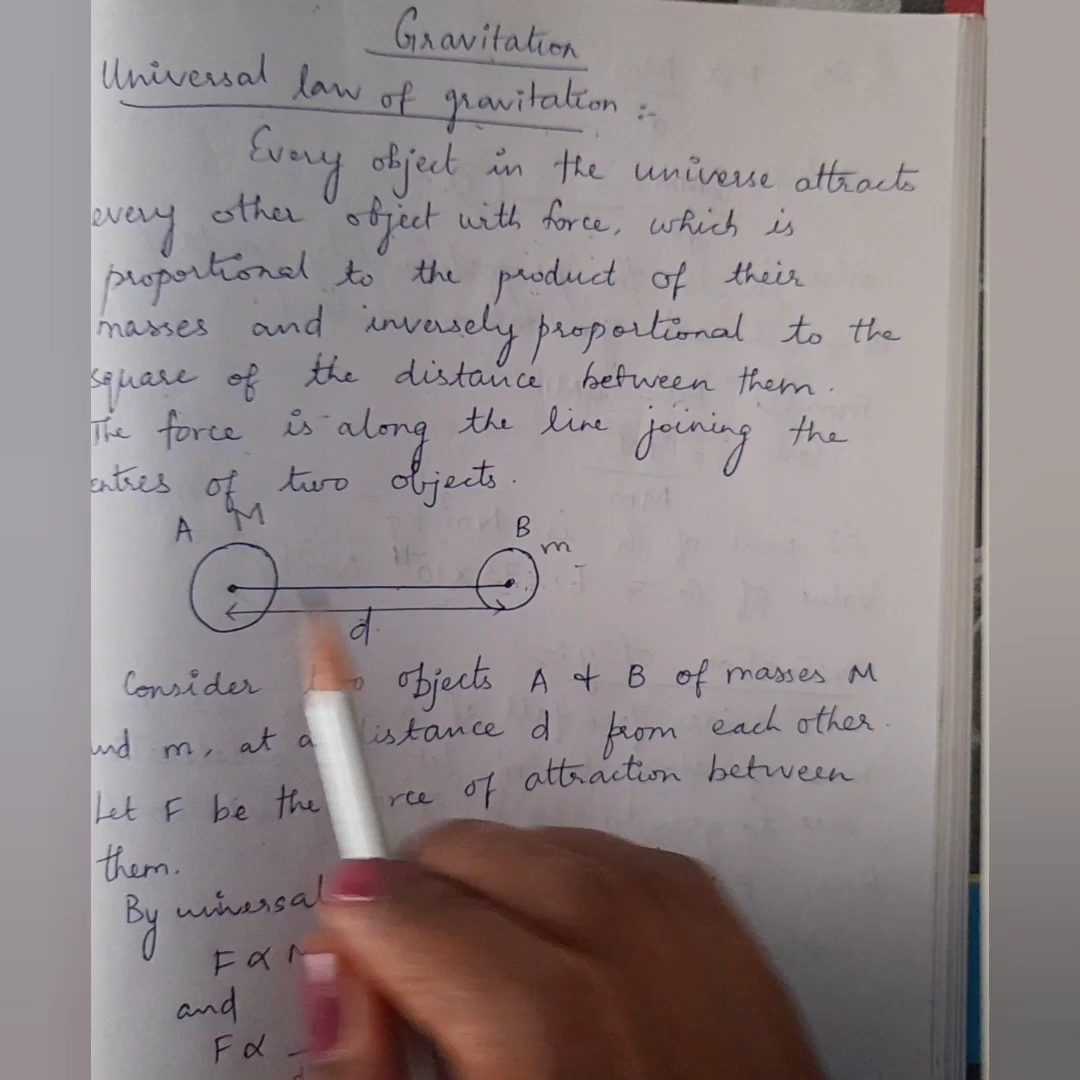 Gravitation
Universal law of gravitation :-
Every object in the universe attracts
every other object with force, which is
proportional to the product of their
masses and inversely proportional to the
square of the distance between them.
The force is along the line joining the
entres of two objects.
A M B m
d
Consider objects A & B of masses M
and m, at a distance d from each other.
Let F be the of attraction between
them.
By universal
F ∝
and
F ∝